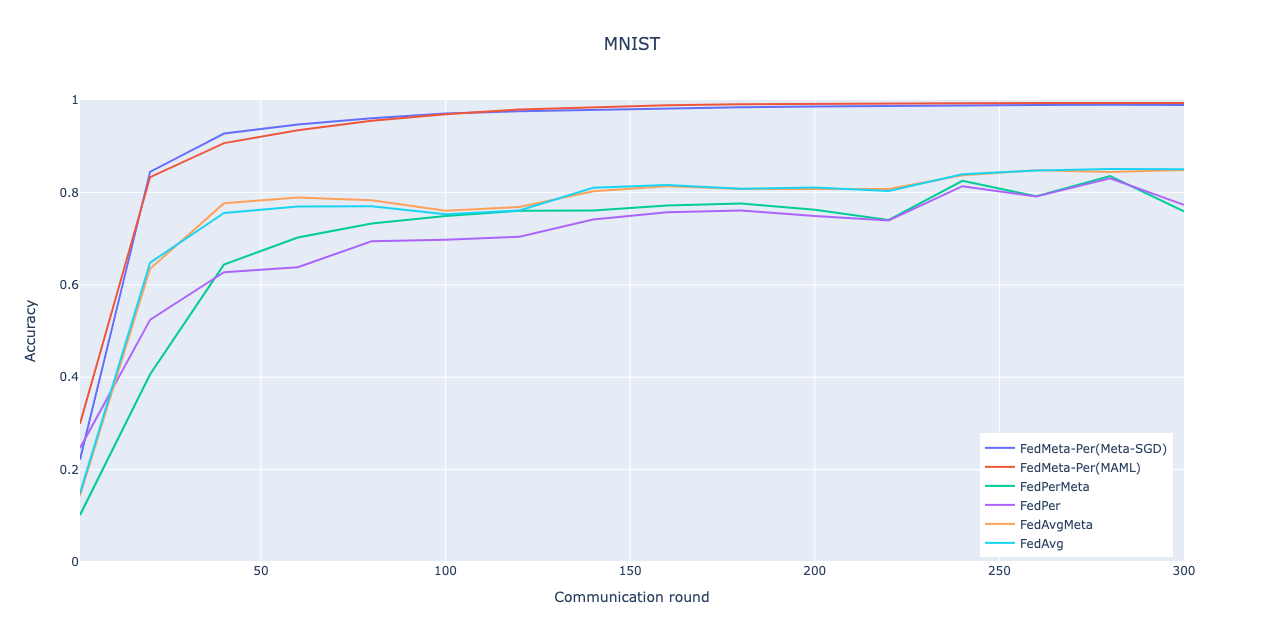 MNIST
1
0.8
0.6
0.4
0.2
0
Accuracy
50
100
150
200
250
300
Communication round
FedMeta-Per(Meta-SGD)
FedMeta-Per(MAML)
FedPerMeta
FedPer
FedAvgMeta
FedAvg